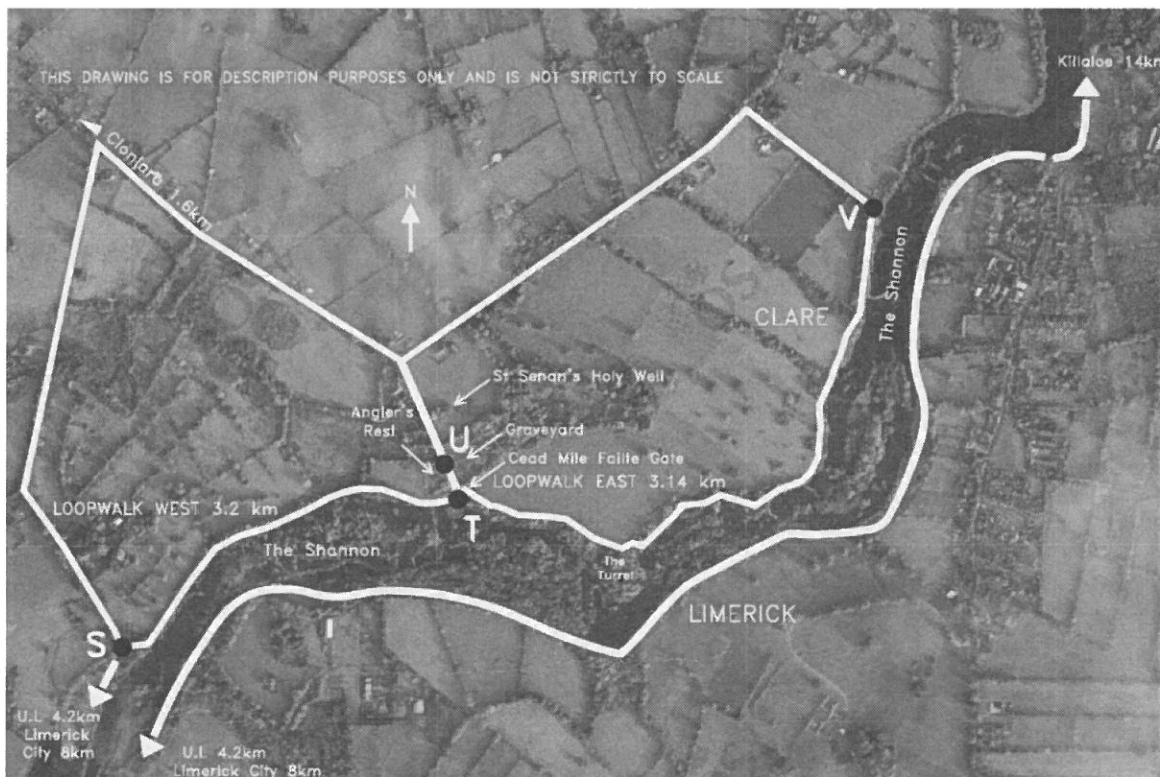 THIS DRAWING IS FOR DESCRIPTION PURPOSES ONLY AND IS NOT STRICTLY TO SCALE
Killaloe 14km
Clonlara 1.6km
N
V
The Shannon
CLARE
St Senan's Holy Well
Angler's
Rest
U
Graveyard
Cead Mile Failte Gate
LOOPWALK EAST 3.14 km
LOOPWALK WEST 3.2 km
T
The Shannon
The
Turret
LIMERICK
S
U.L 4.2km
Limerick
City 8km
U.L 4.2km
Limerick City 8km